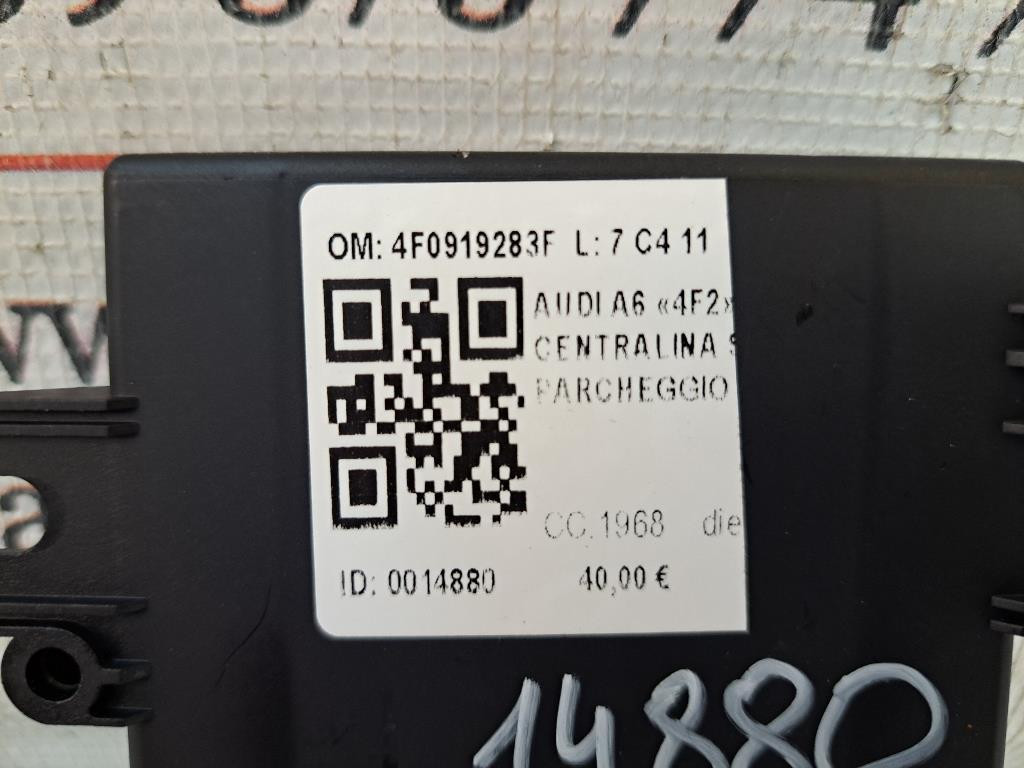 OM: 4F0919283F L: 7 C4 11
AUDI A6 «4F2»
CENTRALINA S
PARCHEGGIO
CC.1968 die
ID: 0014880 40,00 €
14880